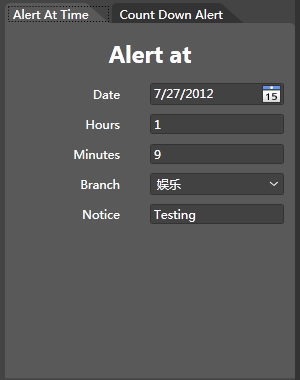 Alert At Time Count Down Alert
Alert at
Date 7/27/2012 15
Hours 1
Minutes 9
Branch 娱乐
Notice Testing